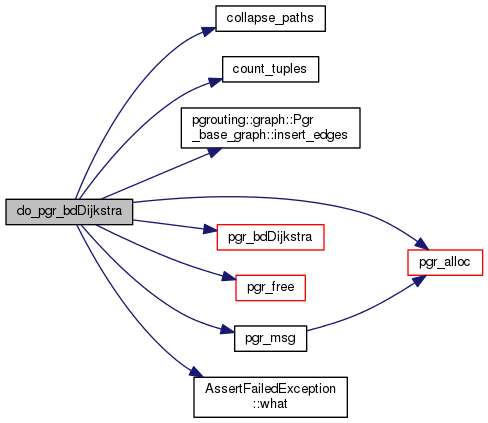 collapse_paths
count_tuples
pgrouting::graph::Pgr
_base_graph::insert_edges
do_pgr_bdDijkstra
pgr_bdDijkstra
pgr_alloc
pgr_free
pgr_msg
AssertFailedException
::what